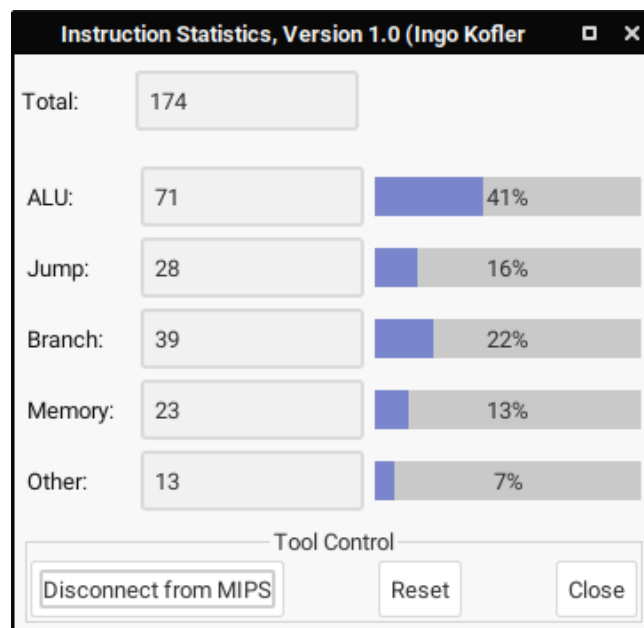 Instruction Statistics, Version 1.0 (Ingo Kofler
Total: 174
ALU: 71 41%
Jump: 28 16%
Branch: 39 22%
Memory: 23 13%
Other: 13 7%
Tool Control
Disconnect from MIPS Reset Close